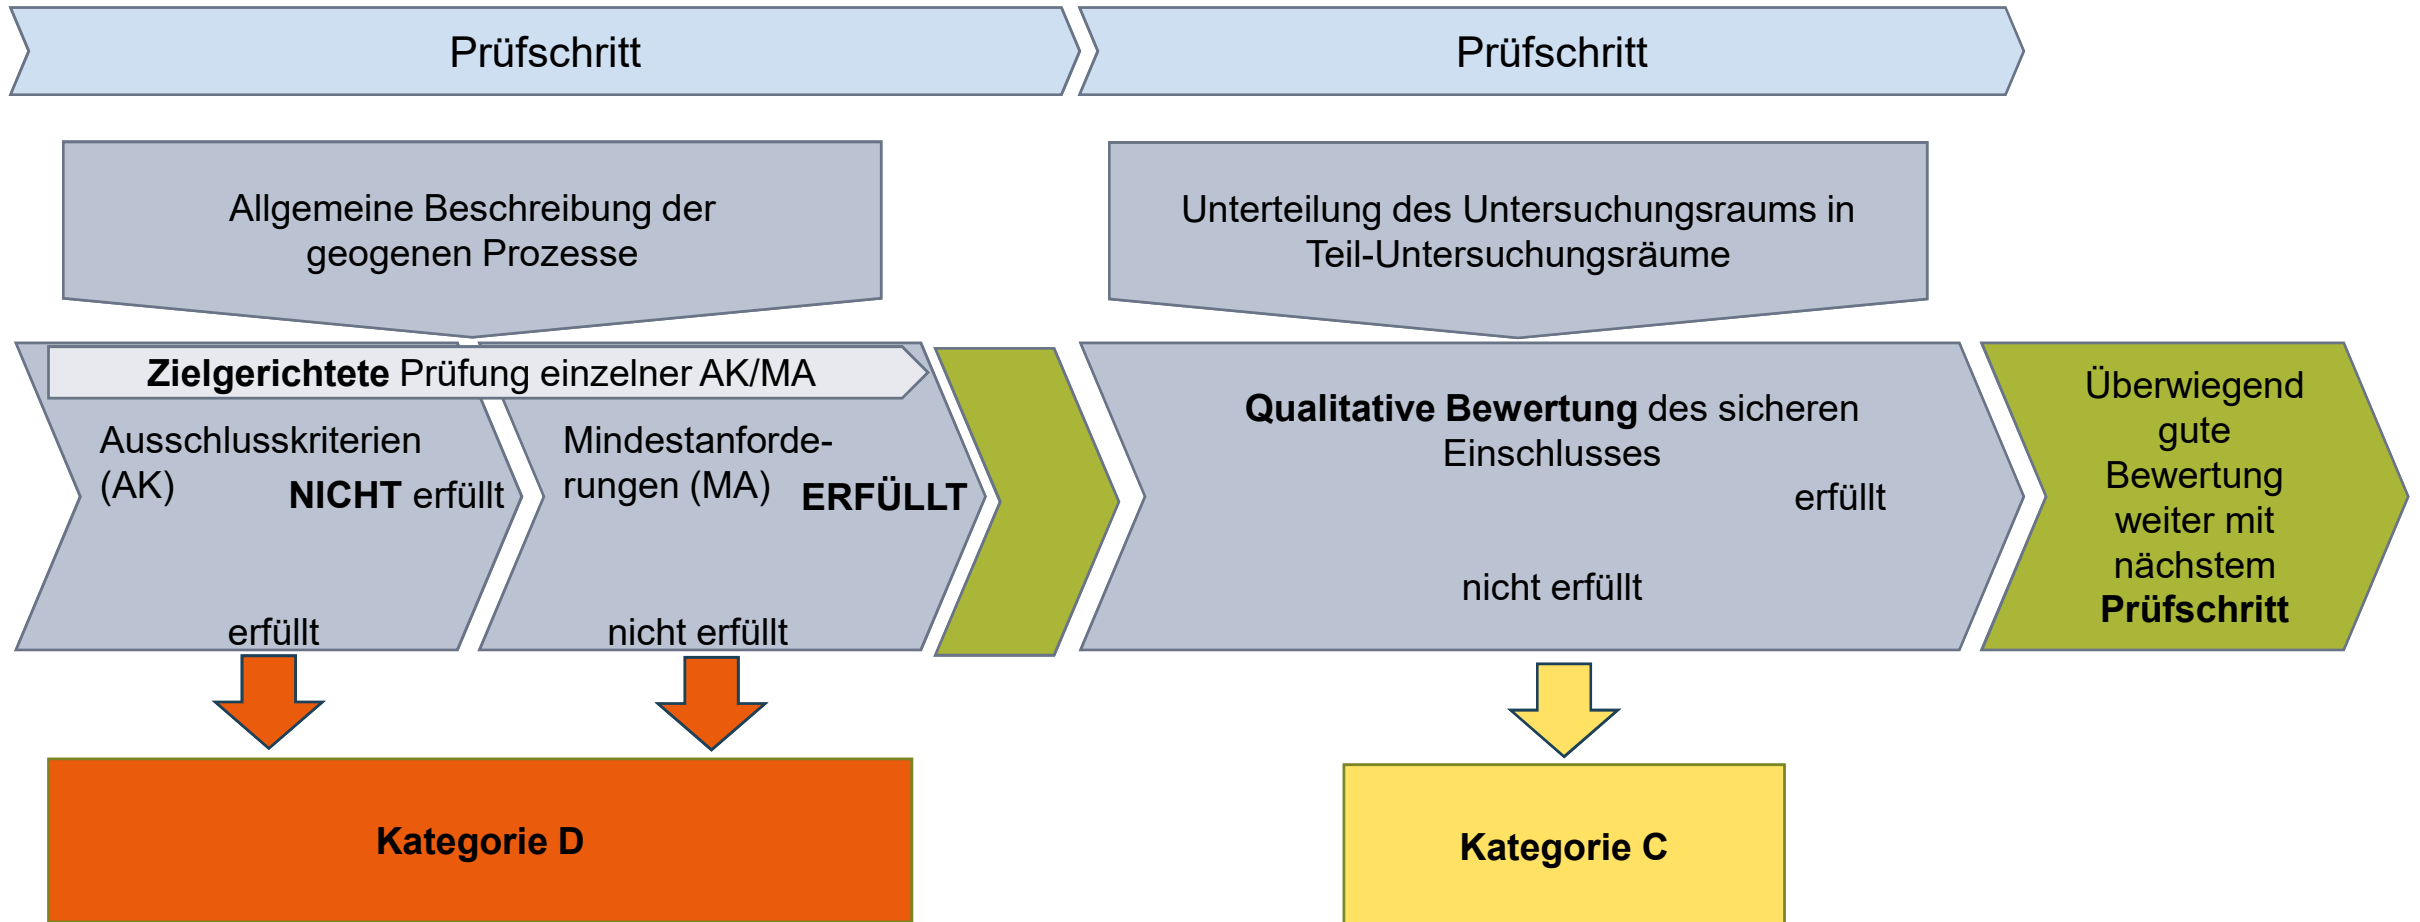 Prüfschritt
Prüfschritt
Allgemeine Beschreibung der
geogenen Prozesse
Unterteilung des Untersuchungsraums in
Teil-Untersuchungsräume
Zielgerichtete Prüfung einzelner AK/MA
Ausschlusskriterien
(AK)
NICHT erfüllt
erfüllt
Mindestanforde-
rungen (MA)
ERFÜLLT
nicht erfüllt
Qualitative Bewertung des sicheren
Einschlusses
erfüllt
nicht erfüllt
Überwiegend
gute
Bewertung
weiter mit
nächstem
Prüfschritt
Kategorie D
Kategorie C